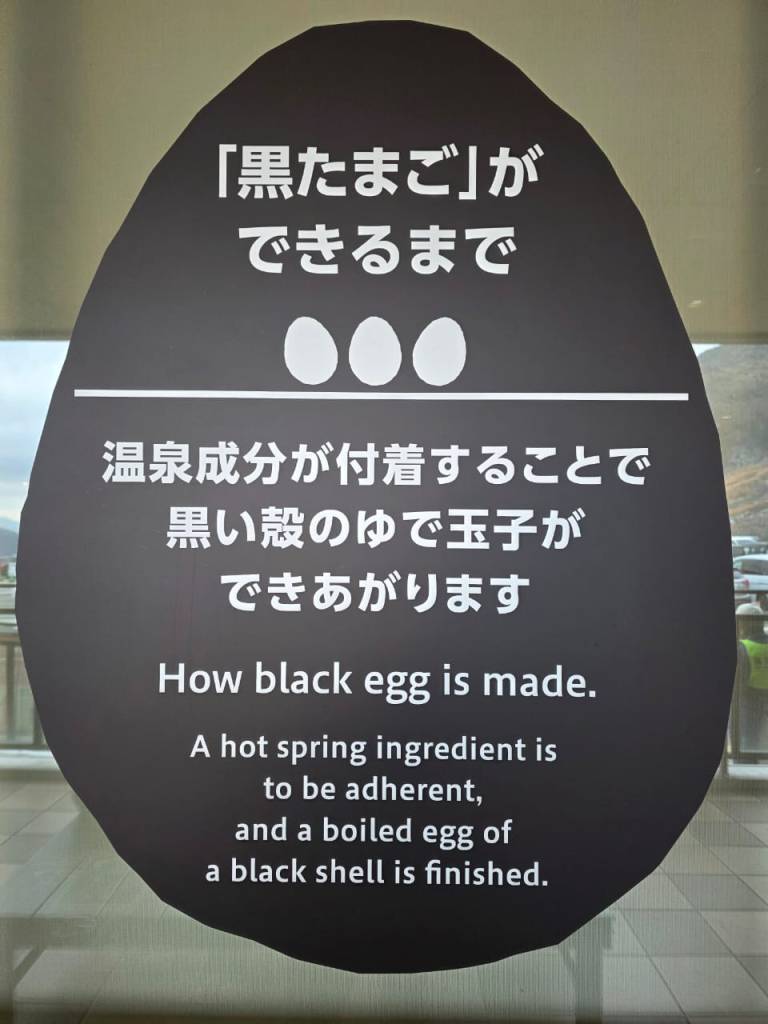 「黒たまご」が
できるまで
温泉成分が付着することで
黒い殻のゆで玉子が
できあがります
How black egg is made.
A hot spring ingredient is
to be adherent,
and a boiled egg of
a black shell is finished.